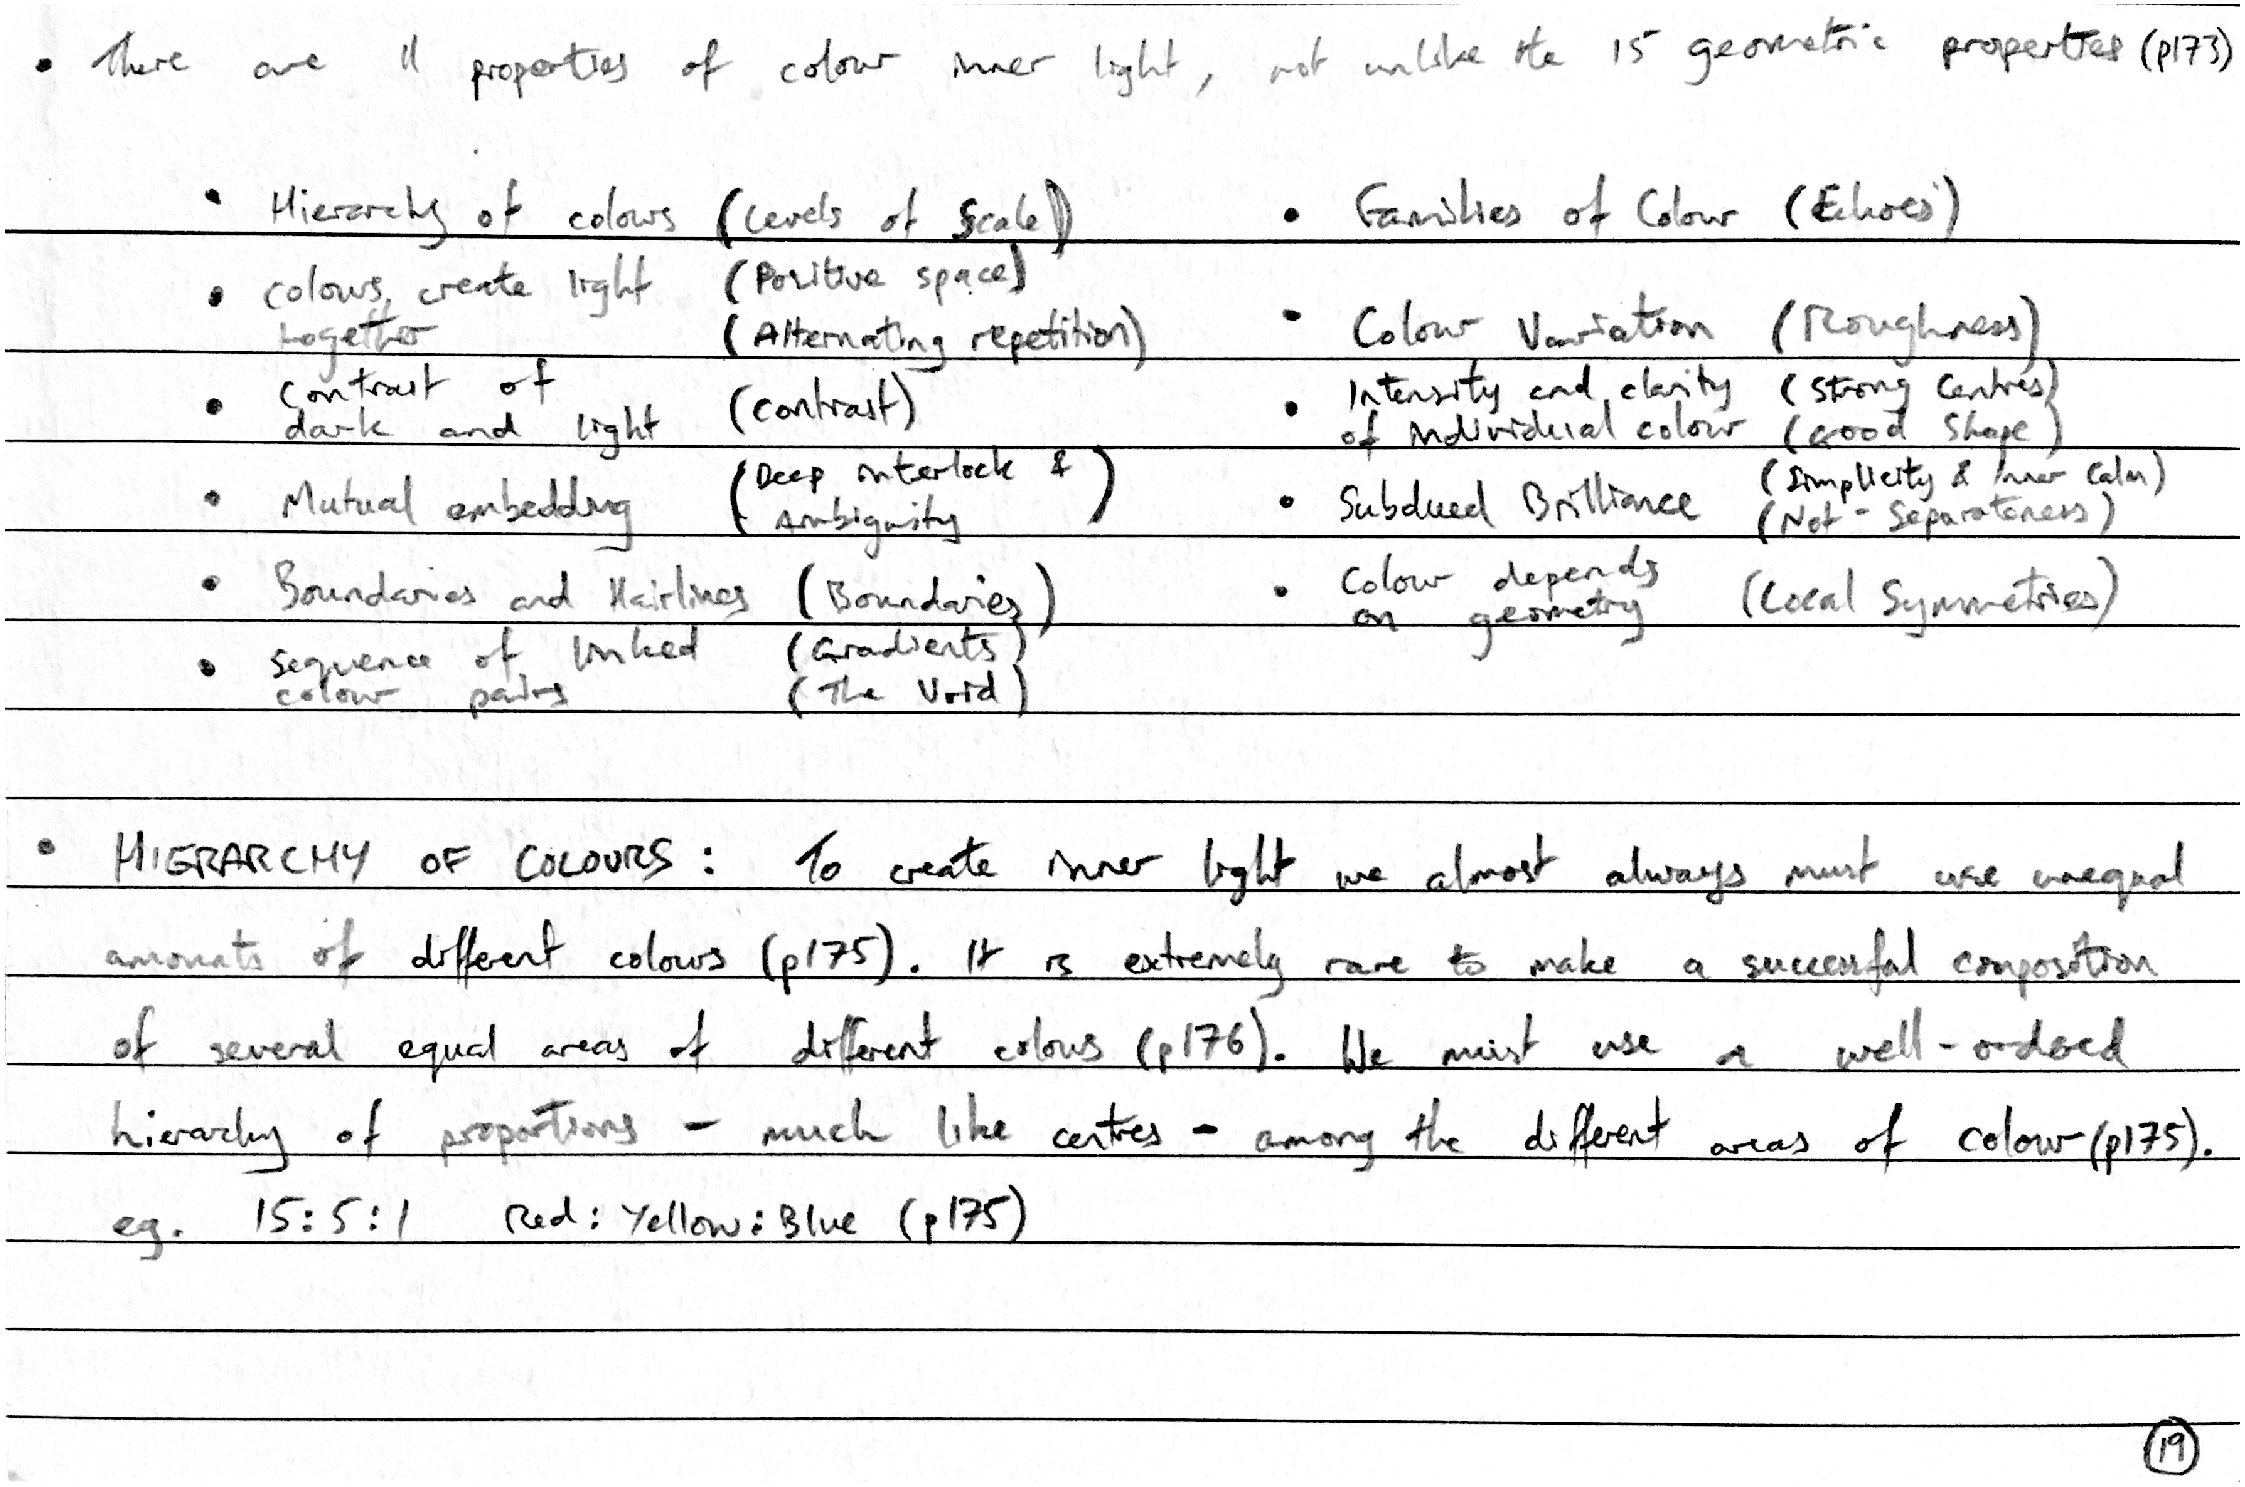 • There are 11 properties of colour inner light, not unlike the 15 geometric properties (p173)
• Hierarchy of colours (Levels of Scale)
• colours create light together (Positive space)
(Alternating repetition)
• Contrast of dark and light (contrast)
• Mutual embedding (Deep interlock & Ambiguity)
• Boundaries and Hairlines (Boundaries)
• Sequence of linked colour pairs (Gradients)
(The Void)
• Families of Colour (Echoes)
• Colour Variation (Roughness)
• Intensity and clarity of individual colour (Strong Centres)
(Good Shape)
• Subdued Brilliance (Simplicity & Inner Calm)
(Not-Separateness)
• Colour depends on geometry (Local Symmetries)
• HIERARCHY OF COLOURS: To create inner light we almost always must use unequal
amounts of different colours (p175). It is extremely rare to make a successful composition
of several equal areas of different colous (p176). We must use a well-ordered
hierarchy of proportions - much like centres - among the different areas of colour (p175).
eg. 15:5:1 Red: Yellow: Blue (p175)
19